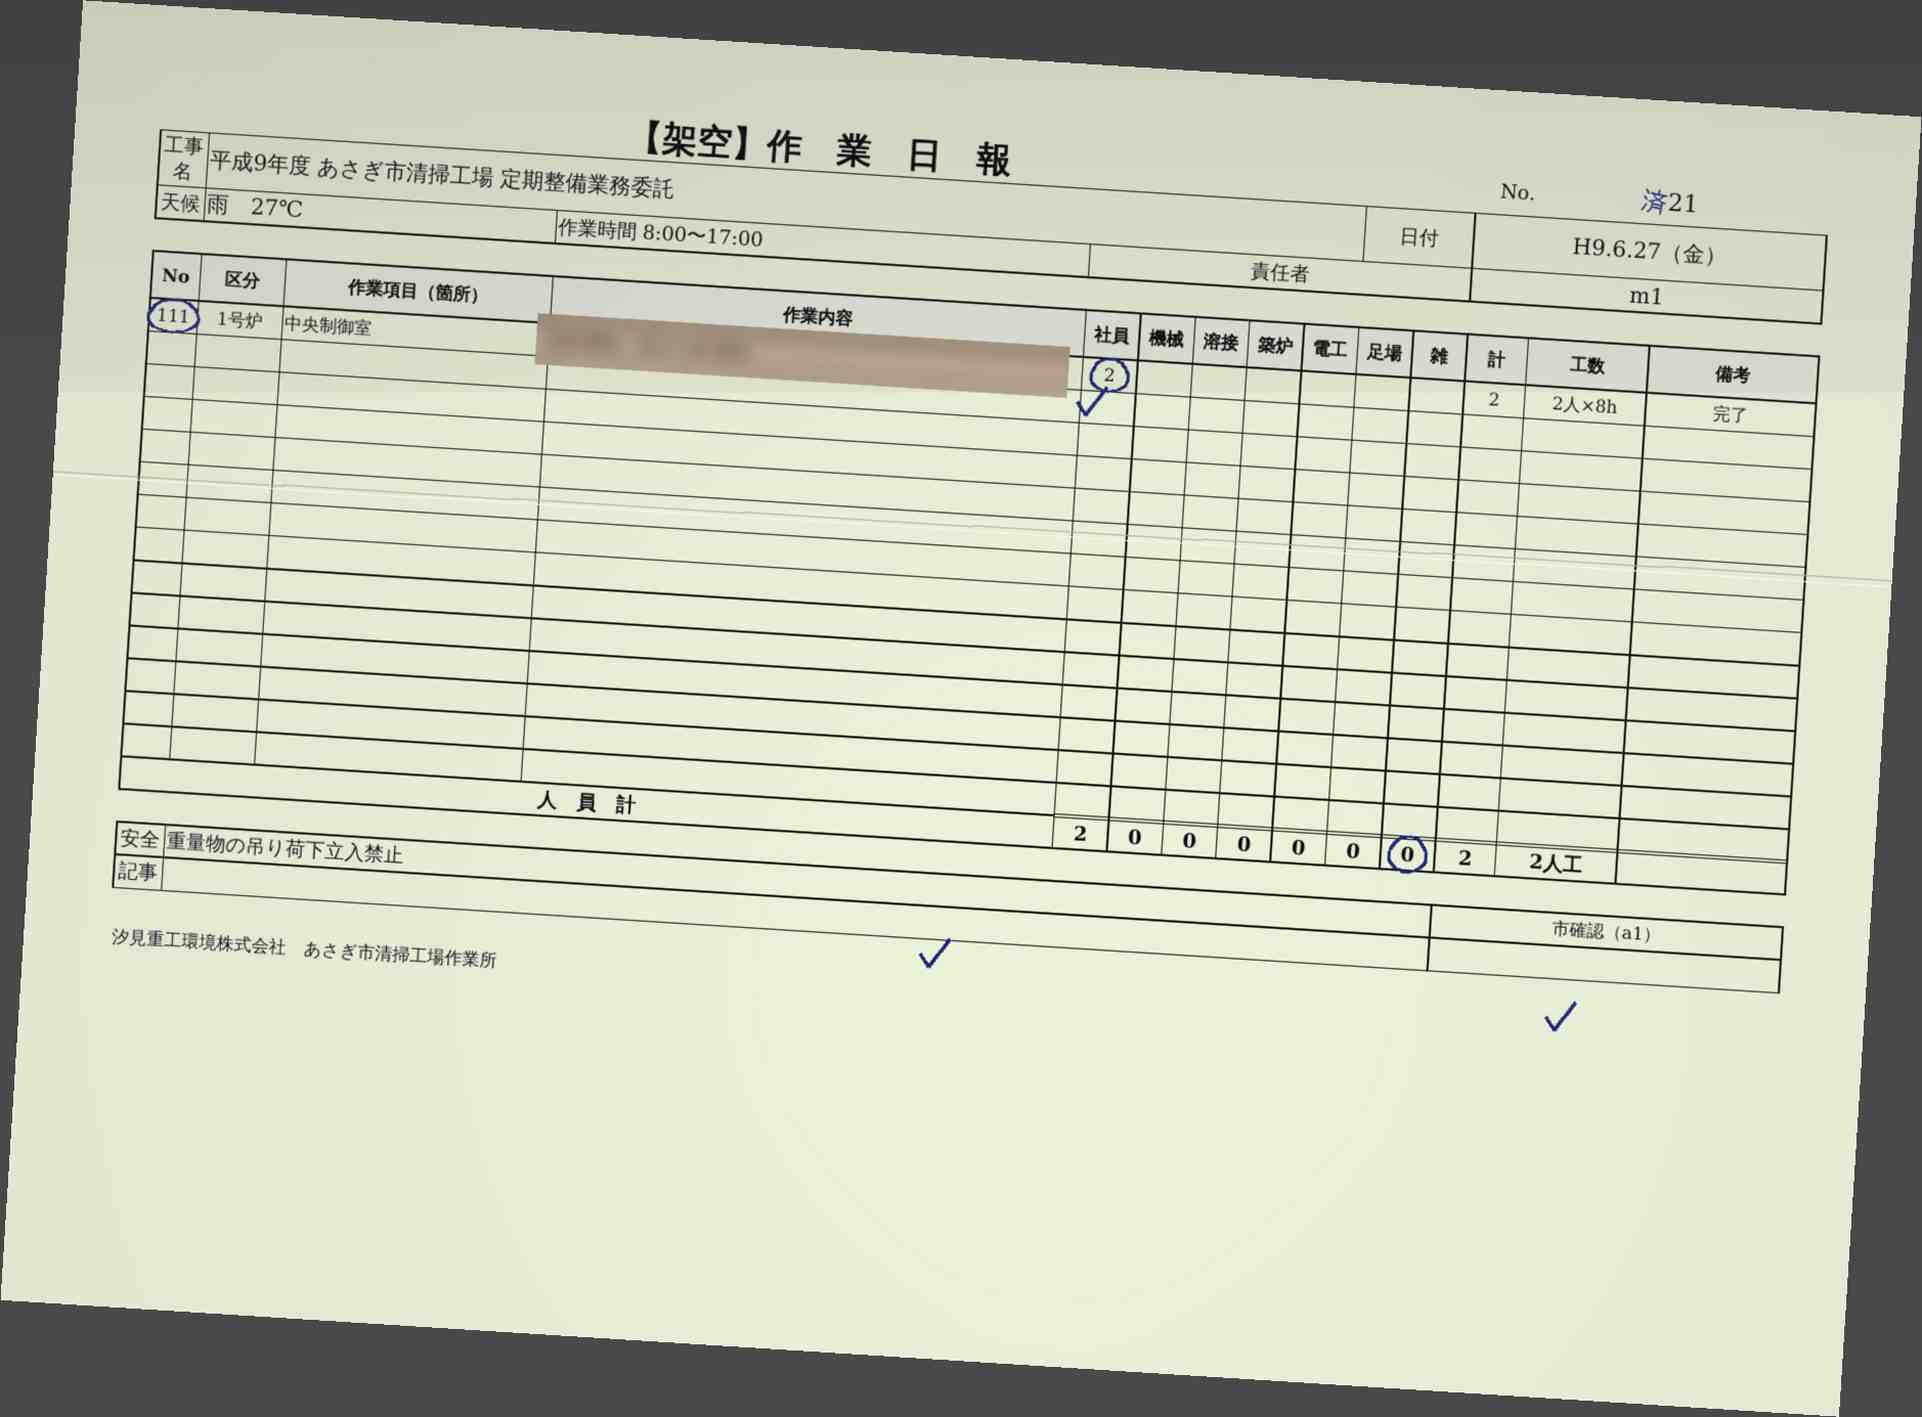 【架空】作 業 日 報
No. 済21
工事名 平成9年度 あさぎ市清掃工場 定期整備業務委託 日付 H9.6.27（金）
天候 雨 27℃ 作業時間 8:00〜17:00 責任者 m1
No 区分 作業項目（箇所） 作業内容 社員 機械 溶接 築炉 電工 足場 雑 計 工数 備考
111 1号炉 中央制御室 2 2 2人×8h 完了
人 員 計 2 0 0 0 0 0 0 2 2人工
安全 重量物の吊り荷下立入禁止 市確認（a1）
記事
汐見重工環境株式会社 あさぎ市清掃工場作業所